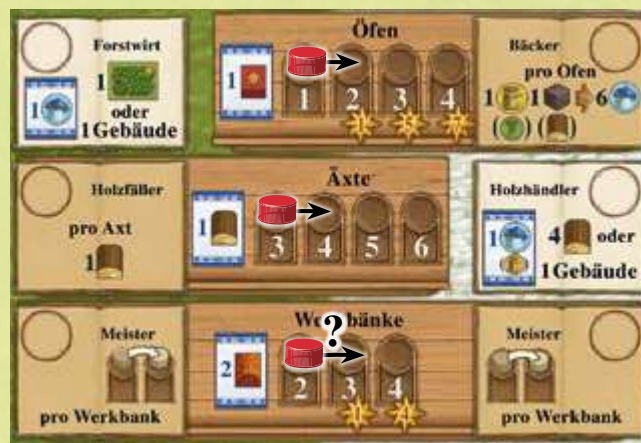 Forstwirt
1 1
oder
1 Gebäude
Öfen
1
1 2 3 4
Bäcker
pro Ofen
1 1 6
( ) ( )
Holzfäller
pro Axt
1
Äxte
1
3 4 5 6
Holzhändler
1 4 oder
1 Gebäude
Meister
pro Werkbank
Werkbänke
?
2
2 3 4
Meister
pro Werkbank